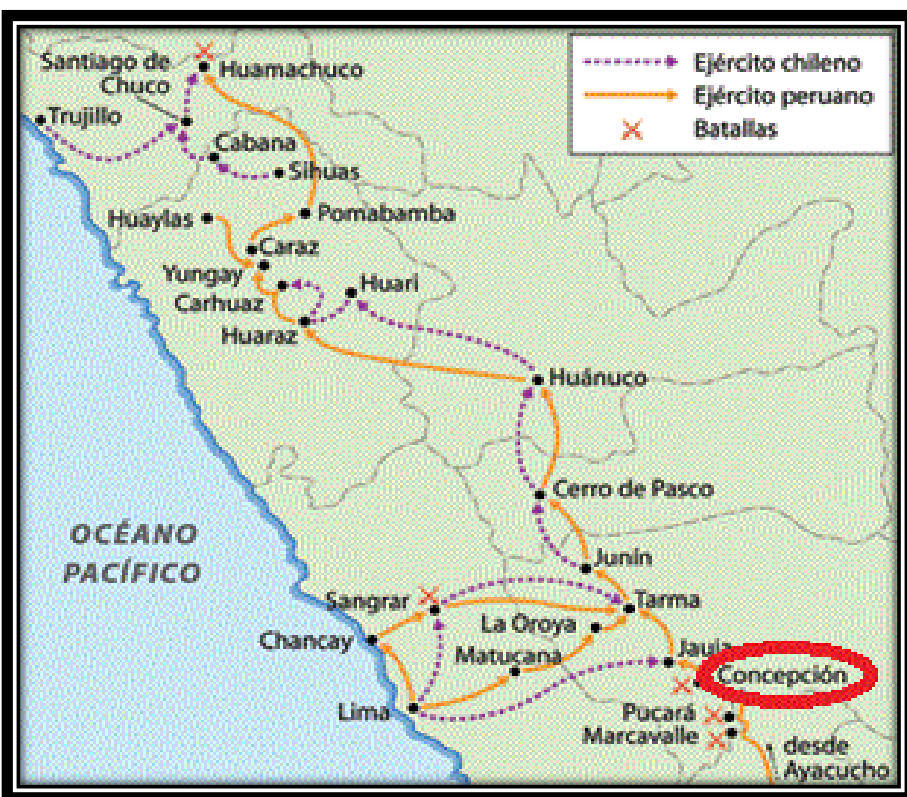 Ejército chileno
Ejército peruano
Batallas
Santiago de
Chuco
Huamachuco
Trujillo
Cabana
Sihuas
Huaylas
Pomabamba
Caraz
Yungay
Carhuaz
Huari
Huaraz
Huánuco
Cerro de Pasco
OCÉANO
PACÍFICO
Junín
Sangrar
Tarma
Chancay
La Oroya
Matucana
Jauja
Concepción
Lima
Pucará
Marcavalle
desde
Ayacucho